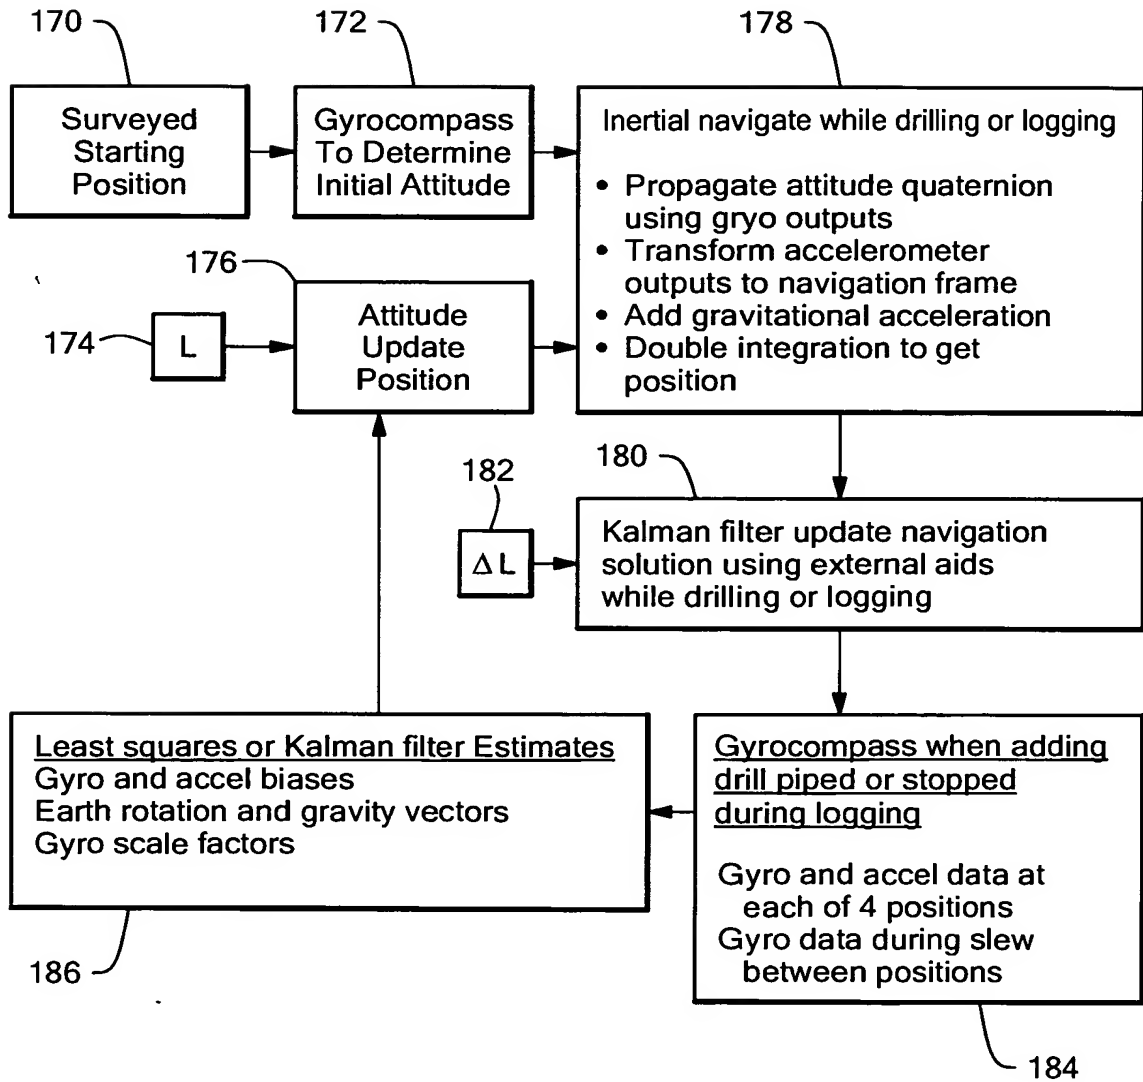 170
172
178
Surveyed
Starting
Position
Gyrocompass
To Determine
Initial Attitude
Inertial navigate while drilling or logging
• Propagate attitude quaternion
using gryo outputs
• Transform accelerometer
outputs to navigation frame
• Add gravitational acceleration
• Double integration to get
position
176
174
L
Attitude
Update
Position
180
182
Δ L
Kalman filter update navigation
solution using external aids
while drilling or logging
Least squares or Kalman filter Estimates
Gyro and accel biases
Earth rotation and gravity vectors
Gyro scale factors
186
Gyrocompass when adding
drill piped or stopped
during logging
Gyro and accel data at
each of 4 positions
Gyro data during slew
between positions
184